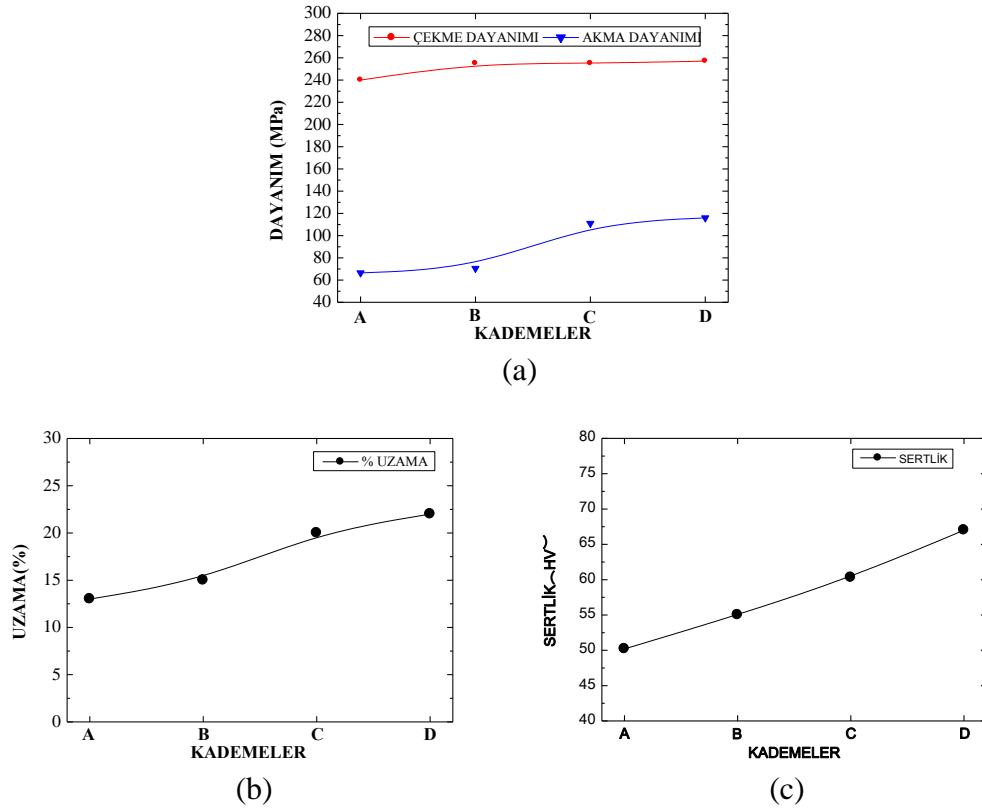 300
280
260
240
220
200
180
160
140
120
100
80
60
40
DAYANIM (MPa)
ÇEKME DAYANIMI AKMA DAYANIMI
A B C D
KADEMELER
(a)
30
25
20
15
10
5
0
UZAMA(%)
% UZAMA
A B C D
KADEMELER
(b)
80
75
70
65
60
55
50
45
40
SERTLİK(HV)
SERTLİK
A B C D
KADEMELER
(c)